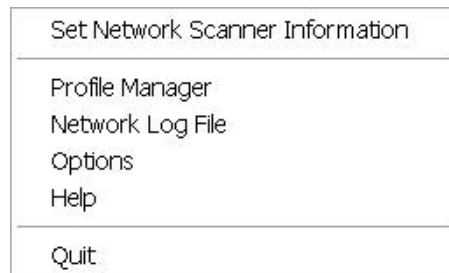 Set Network Scanner Information
Profile Manager
Network Log File
Options
Help
Quit